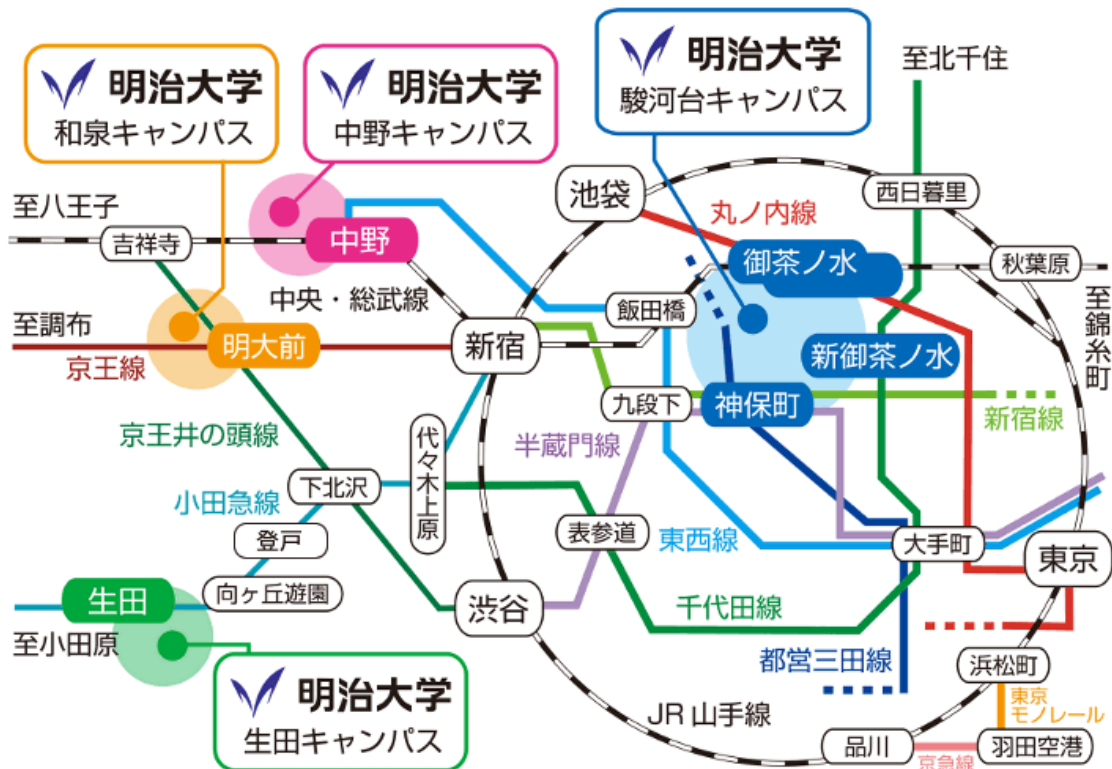 明治大学
和泉キャンパス
明治大学
中野キャンパス
明治大学
駿河台キャンパス
至北千住
至八王子
吉祥寺
中野
池袋
丸ノ内線
西日暮里
御茶ノ水
秋葉原
中央・総武線
飯田橋
至錦糸町
至調布
京王線
明大前
新宿
新御茶ノ水
九段下
神保町
新宿線
京王井の頭線
代々木上原
半蔵門線
小田急線
下北沢
登戸
表参道
東西線
大手町
東京
生田
向ヶ丘遊園
渋谷
千代田線
至小田原
都営三田線
浜松町
明治大学
生田キャンパス
JR 山手線
東京
モノレール
品川
京急線
羽田空港